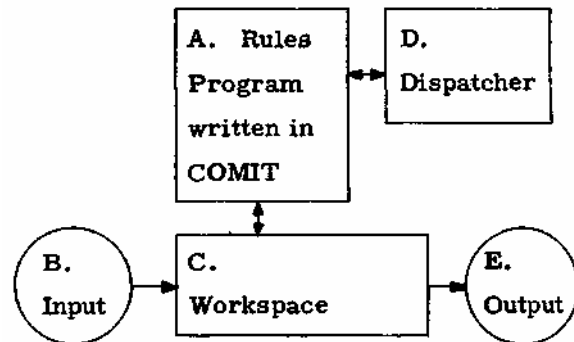 A. Rules
Program
written in
COMIT
D.
Dispatcher
B.
Input
C.
Workspace
E.
Output